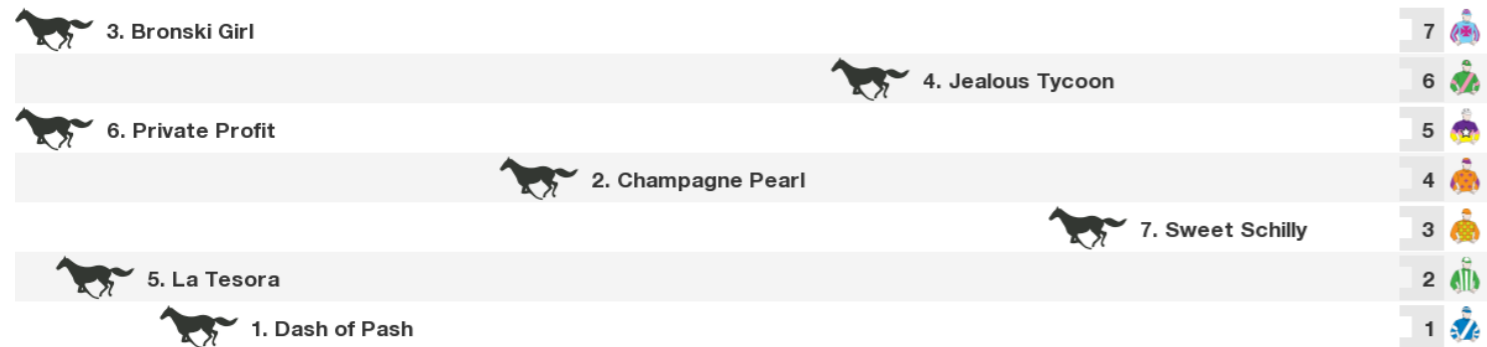 3. Bronski Girl 7
4. Jealous Tycoon 6
6. Private Profit 5
2. Champagne Pearl 4
7. Sweet Schilly 3
5. La Tesora 2
1. Dash of Pash 1